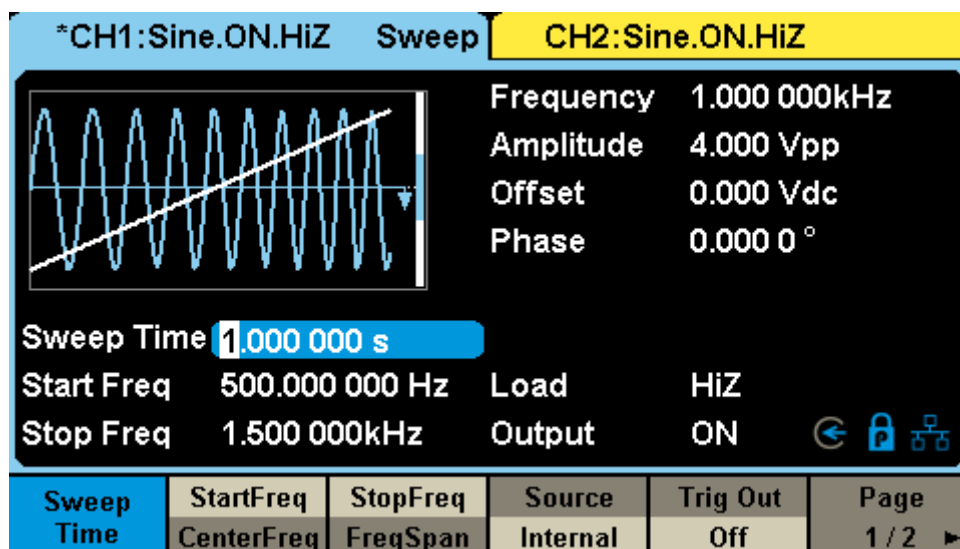 *CH1:Sine.ON.HiZ Sweep CH2:Sine.ON.HiZ
Frequency 1.000 000kHz
Amplitude 4.000 Vpp
Offset 0.000 Vdc
Phase 0.000 0 °
Sweep Time 1.000 000 s
Start Freq 500.000 000 Hz Load HiZ
Stop Freq 1.500 000kHz Output ON P
Sweep Time StartFreq StopFreq Source Trig Out Page
CenterFreq FreqSpan Internal Off 1/2 ►